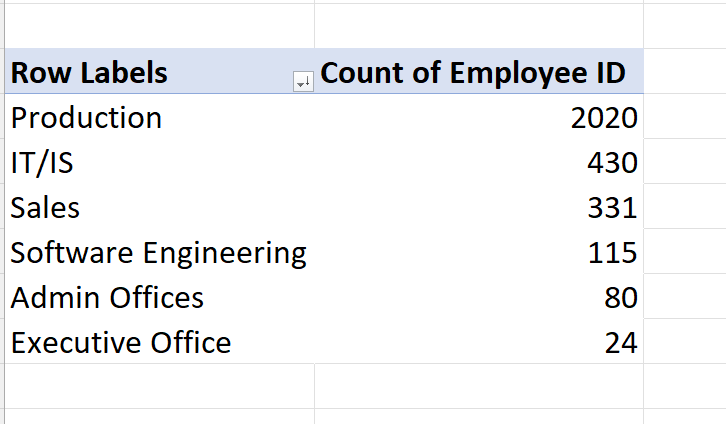 Row Labels Count of Employee ID
Production 2020
IT/IS 430
Sales 331
Software Engineering 115
Admin Offices 80
Executive Office 24